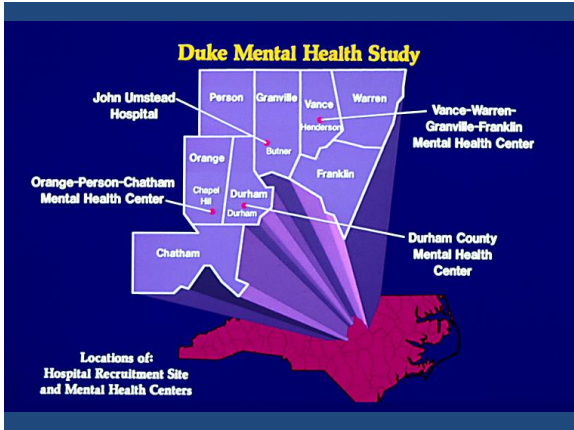 Duke Mental Health Study
John Umstead
Hospital
Person
Granville
Vance
Warren
Henderson
Vance-Warren-
Granville-Franklin
Mental Health Center
Butner
Orange
Franklin
Orange-Person-Chatham
Mental Health Center
Chapel
Hill
Durham
Durham
Durham County
Mental Health
Center
Chatham
Locations of:
Hospital Recruitment Site
and Mental Health Centers